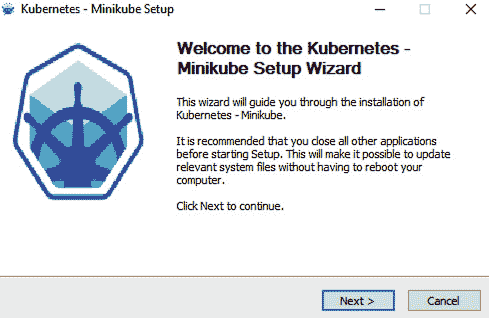 Kubernetes - Minikube Setup
Welcome to the Kubernetes -
Minikube Setup Wizard
This wizard will guide you through the installation of
Kubernetes - Minikube.
It is recommended that you close all other applications
before starting Setup. This will make it possible to update
relevant system files without having to reboot your
computer.
Click Next to continue.
Next >
Cancel